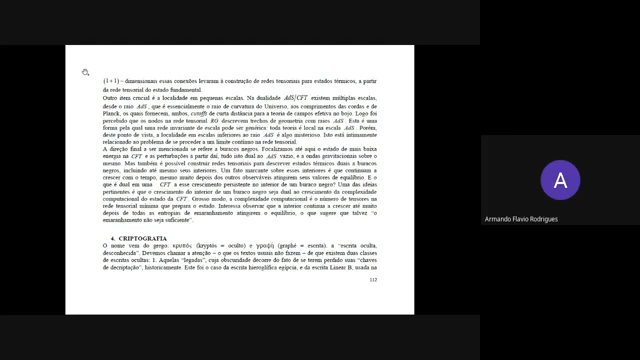 (1+1) – dimensionais essas conexões levaram à construção de redes tensoriais para estados térmicos, a partir
da rede tensorial do estado fundamental.
Outro item crucial é a localidade em pequenas escalas. Na dualidade AdS/CFT existem múltiplas escalas,
desde o raio AdS, que é essencialmente o raio de curvatura do Universo, aos comprimentos das cordas e de
Planck, os quais fornecem, ambos, cutoffs de curta distância para a teoria de campos efetiva no bojo. Logo foi
percebido que os nodos na rede tensorial RG descrevem trechos de geometria com raios AdS. Esta é uma
forma pela qual uma rede invariante de escala pode ser genérica: toda teoria é local na escala AdS. Porém,
deste ponto de vista, a localidade em escalas inferiores ao raio AdS é algo misterioso. Isto está intimamente
relacionado ao problema de se proceder a um limite contínuo na rede tensorial.
A direção final a ser mencionada se refere a buracos negros. Focalizamos até aqui o estado de mais baixa
energia na CFT e as perturbações a partir daí, tudo isto dual ao AdS vazio, e a ondas gravitacionais sobre o
mesmo. Mas também é possível construir redes tensoriais para descrever estados térmicos duais a buracos
negros, incluindo até mesmo seus interiores. Um fato marcante sobre esses interiores é que continuam a
crescer com o tempo, mesmo muito depois dos outros observáveis atingirem seus valores de equilíbrio. E o
que é dual em uma CFT a esse crescimento persistente no interior de um buraco negro? Uma das ideias
pertinentes é que o crescimento do interior de um buraco negro seja dual ao crescimento da complexidade
computacional do estado da CFT. Grosso modo, a complexidade computacional é o número de tensores na
rede tensorial mínima que prepara o estado. Interessa observar que a interior continua a crescer até muito
depois de todas as entropias de emaranhamento atingirem o equilíbrio, o que sugere que talvez "o
emaranhamento não seja suficiente".
4. CRIPTOGRAFIA
O nome vem do grego: κρυπός, (kryptós = oculto) e γραφή (graphé = escrita): a "escrita oculta,
desconhecida". Devemos chamar a atenção – o que os textos usuais não fazem – de que existem duas classes
de escritas ocultas: 1. Aquelas "legadas", cuja obscuridade decorre do fato de se terem perdido suas "chaves
de decriptação", historicamente. Este foi o caso da escrita hieroglífica egípcia, e da escrita Linear B, usada na
112
A
Armando Flavio Rodrigues